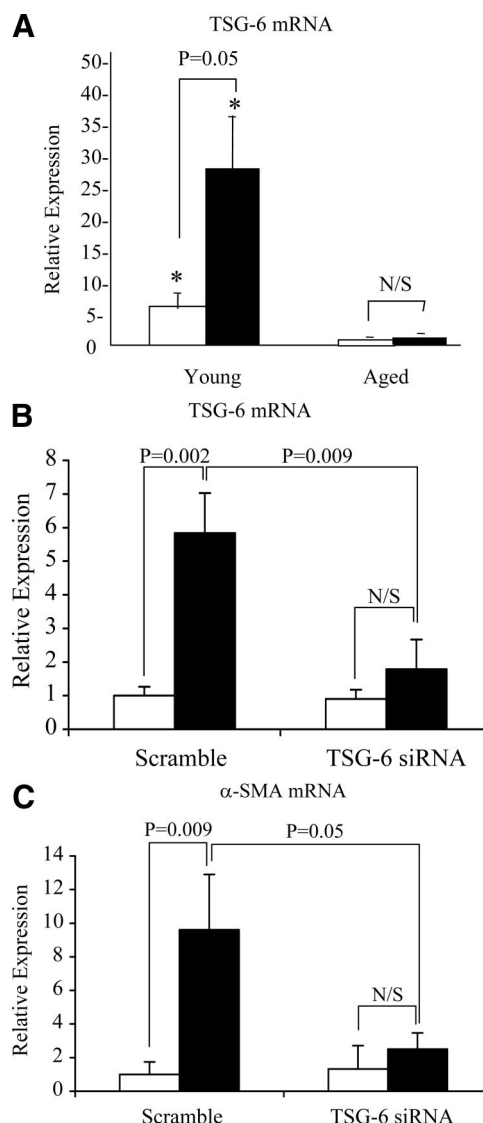 A
TSG-6 mRNA
P=0.05
50-
45-
40-
35-
30-
25-
20-
15-
10-
5-
0
Relative Expression
*
*
N/S
Young
Aged
B
TSG-6 mRNA
P=0.002
P=0.009
8
7
6
5
4
3
2
1
0
Relative Expression
N/S
Scramble
TSG-6 siRNA
C
α-SMA mRNA
P=0.009
P=0.05
14
12
10
8
6
4
2
0
Relative Expression
N/S
Scramble
TSG-6 siRNA